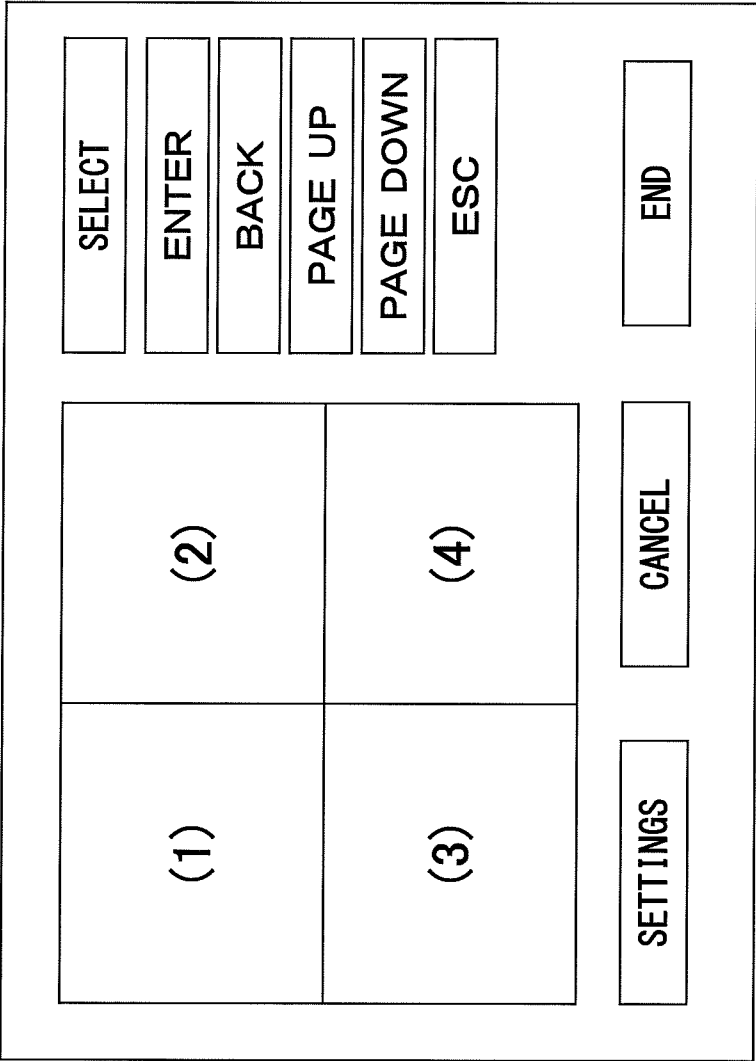 (1)
(2)
(3)
(4)
SELECT
ENTER
BACK
PAGE UP
PAGE DOWN
ESC
SETTINGS
CANCEL
END